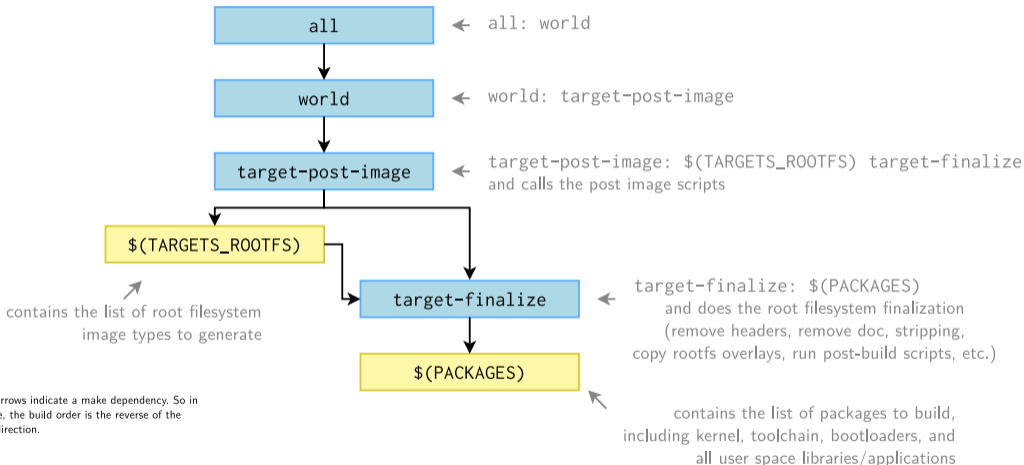 all
all: world
world
world: target-post-image
target-post-image
target-post-image: $(TARGETS_ROOTFS) target-finalize
and calls the post image scripts
$(TARGETS_ROOTFS)
contains the list of root filesystem
image types to generate
target-finalize
target-finalize: $(PACKAGES)
and does the root filesystem finalization
(remove headers, remove doc, stripping,
copy rootfs overlays, run post-build scripts, etc.)
$(PACKAGES)
rrows indicate a make dependency. So in
, the build order is the reverse of the
irection.
contains the list of packages to build,
including kernel, toolchain, bootloaders, and
all user space libraries/applications